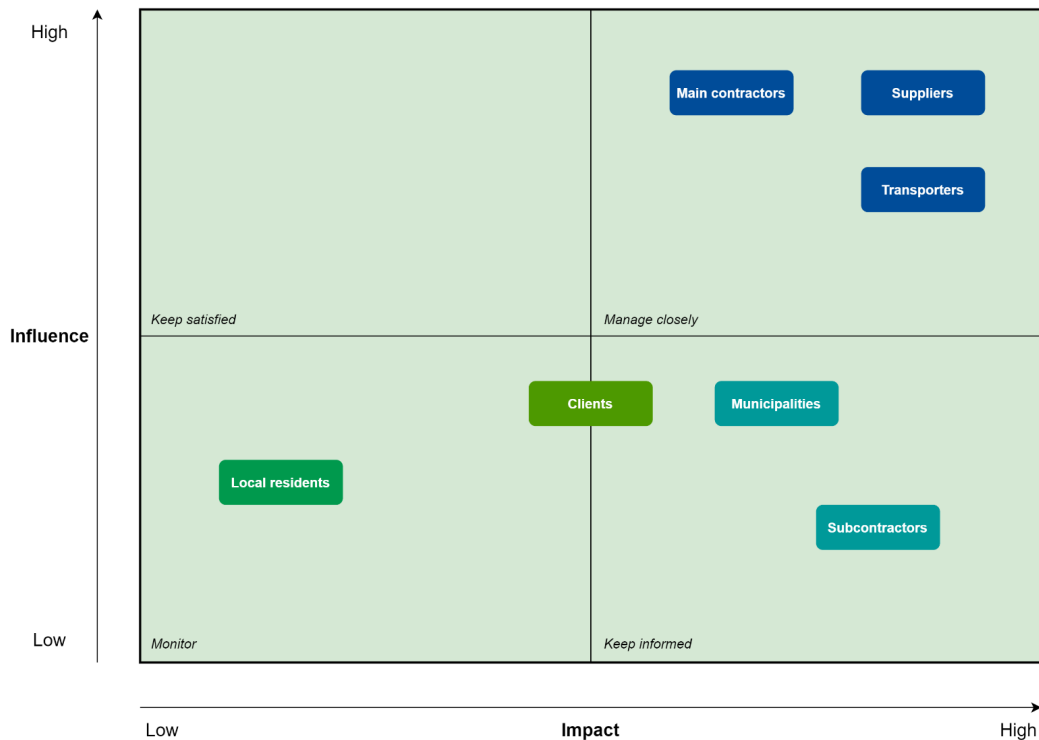 High
Main contractors
Suppliers
Transporters
Keep satisfied
Manage closely
Influence
Clients
Municipalities
Local residents
Subcontractors
Low
Monitor
Keep informed
Low
Impact
High